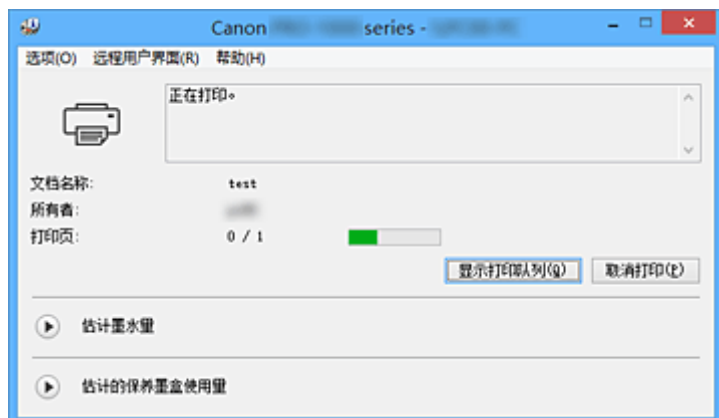 Canon series -
选项(O) 远程用户界面(R) 帮助(H)
正在打印。
文档名称: test
所有者:
打印页: 0 / 1
显示打印队列(Q) 取消打印(P)
估计墨水量
估计的保养墨盒使用量